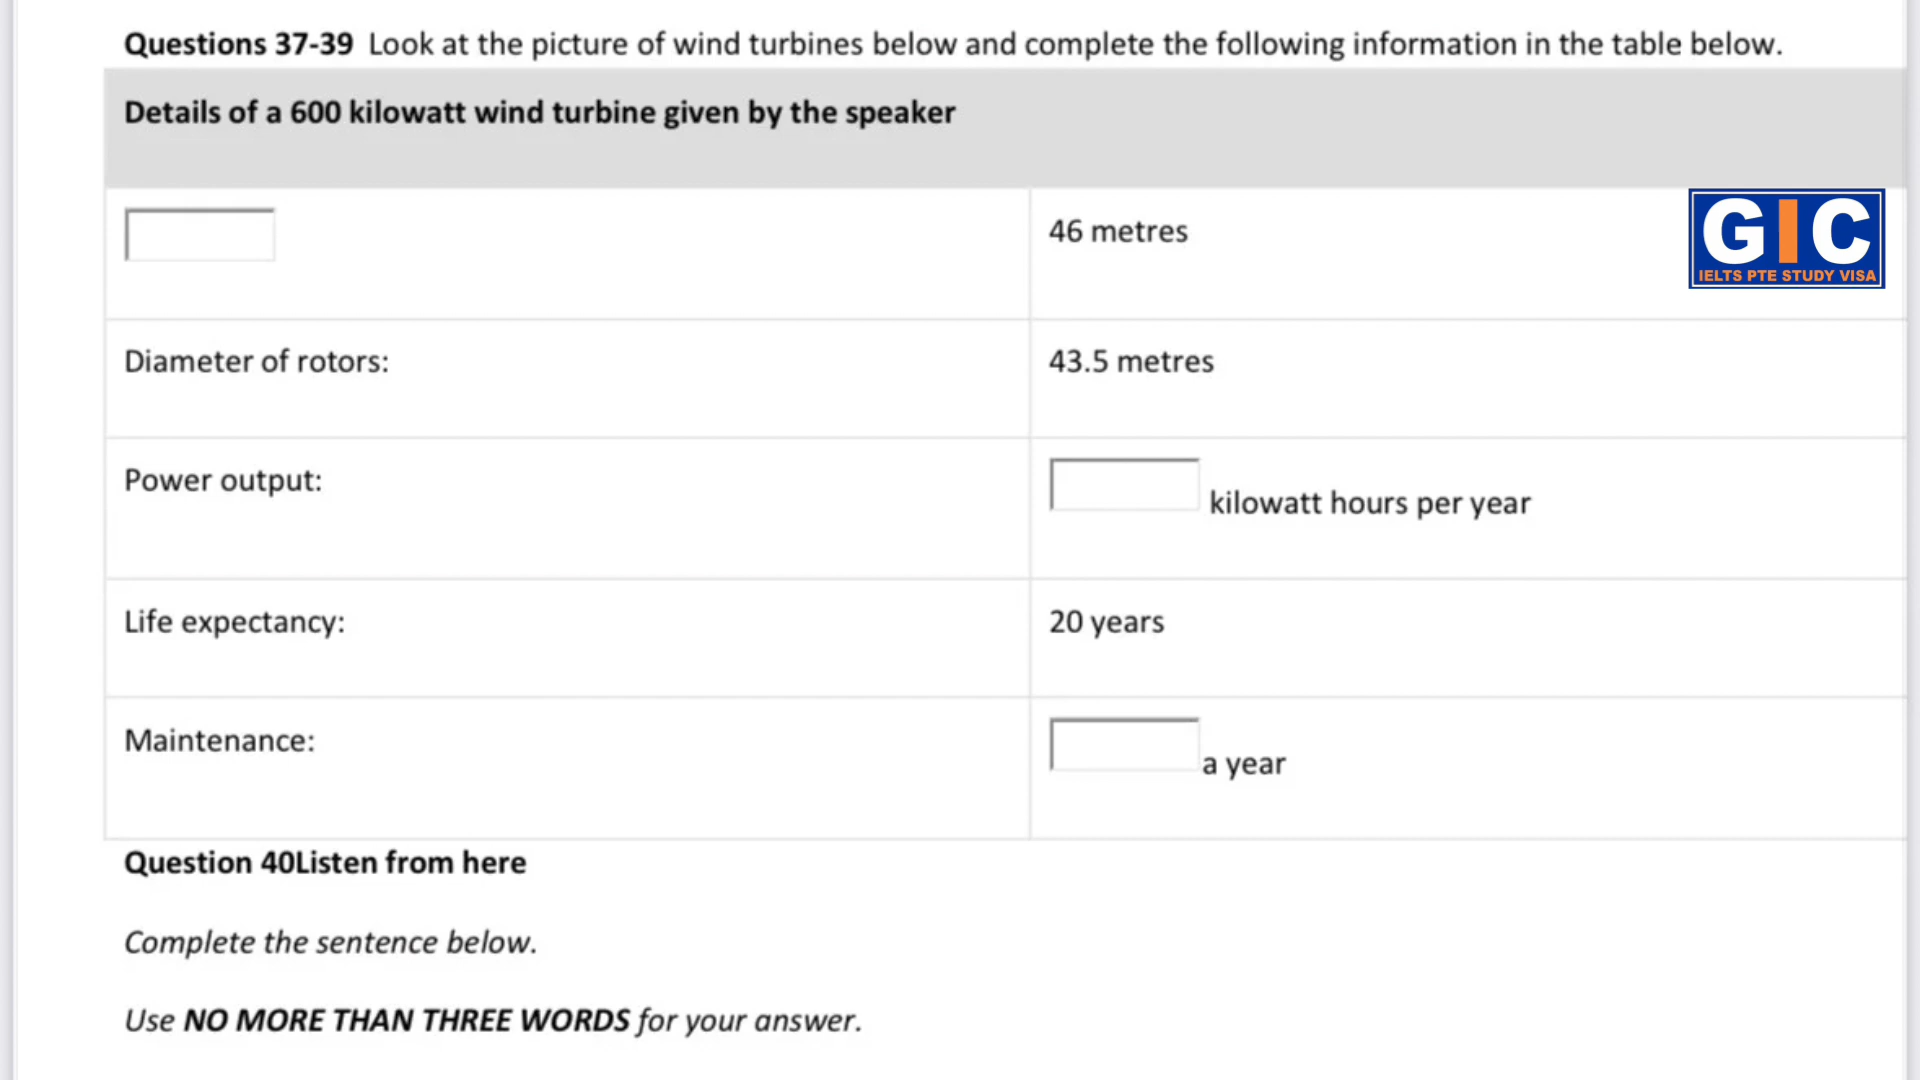 Questions 37-39 Look at the picture of wind turbines below and complete the following information in the table below.
Details of a 600 kilowatt wind turbine given by the speaker
46 metres
GIC
IELTS PTE STUDY VISA
Diameter of rotors:
43.5 metres
Power output:
kilowatt hours per year
Life expectancy:
20 years
Maintenance:
a year
Question 40Listen from here
Complete the sentence below.
Use NO MORE THAN THREE WORDS for your answer.